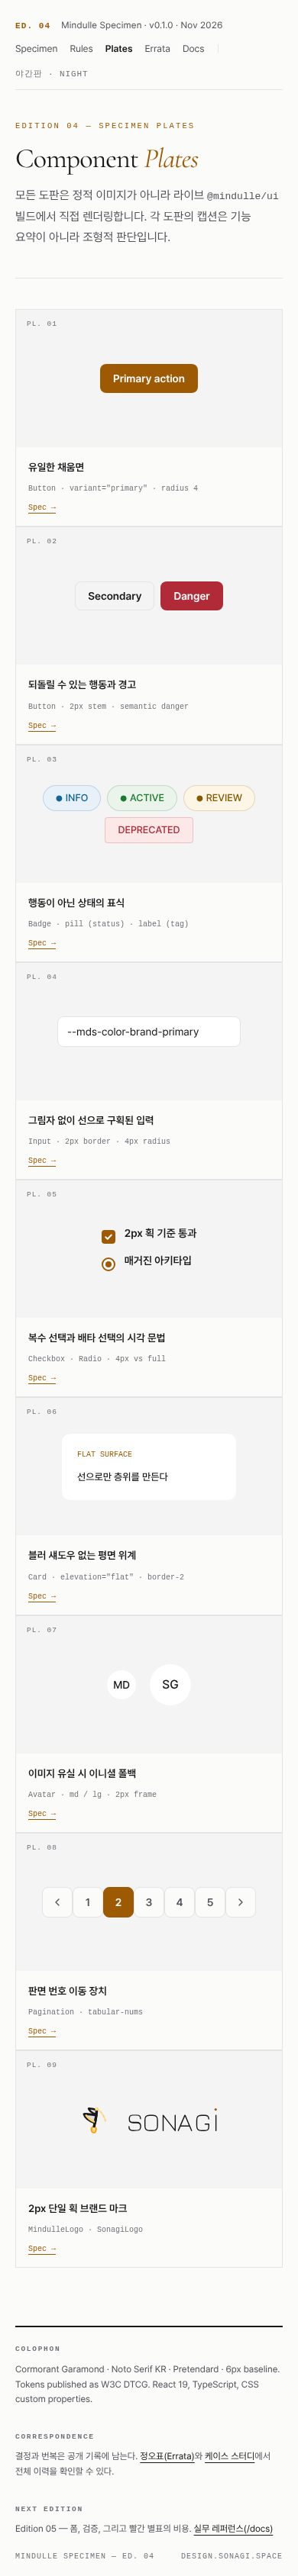 ED. 04 Mindulle Specimen · v0.1.0 · Nov 2026
Specimen Rules Plates Errata Docs
야간판 · NIGHT
EDITION 04 — SPECIMEN PLATES
Component Plates
모든 도판은 정적 이미지가 아니라 라이브 @mindulle/ui
빌드에서 직접 렌더링합니다. 각 도판의 캡션은 기능
요약이 아니라 조형적 판단입니다.
PL. 01
Primary action
유일한 채움면
Button · variant="primary" · radius 4
Spec →
PL. 02
Secondary Danger
되돌릴 수 있는 행동과 경고
Button · 2px stem · semantic danger
Spec →
PL. 03
INFO ACTIVE REVIEW
DEPRECATED
행동이 아닌 상태의 표식
Badge · pill (status) · label (tag)
Spec →
PL. 04
--mds-color-brand-primary
그림자 없이 선으로 구획된 입력
Input · 2px border · 4px radius
Spec →
PL. 05
2px 획 기준 통과
매거진 아키타입
복수 선택과 배타 선택의 시각 문법
Checkbox · Radio · 4px vs full
Spec →
PL. 06
FLAT SURFACE
선으로만 층위를 만든다
블러 섀도우 없는 평면 위계
Card · elevation="flat" · border-2
Spec →
PL. 07
MD SG
이미지 유실 시 이니셜 폴백
Avatar · md / lg · 2px frame
Spec →
PL. 08
1 2 3 4 5
판면 번호 이동 장치
Pagination · tabular-nums
Spec →
PL. 09
SONAGI
2px 단일 획 브랜드 마크
MindulleLogo · SonagiLogo
Spec →
COLOPHON
Cormorant Garamond · Noto Serif KR · Pretendard · 6px baseline.
Tokens published as W3C DTCG. React 19, TypeScript, CSS
custom properties.
CORRESPONDENCE
결정과 번복은 공개 기록에 남는다. 정오표(Errata)와 케이스 스터디에서
전체 이력을 확인할 수 있다.
NEXT EDITION
Edition 05 — 폼, 검증, 그리고 빨간 별표의 비용. 실무 레퍼런스(/docs)
MINDULLE SPECIMEN — ED. 04 DESIGN.SONAGI.SPACE